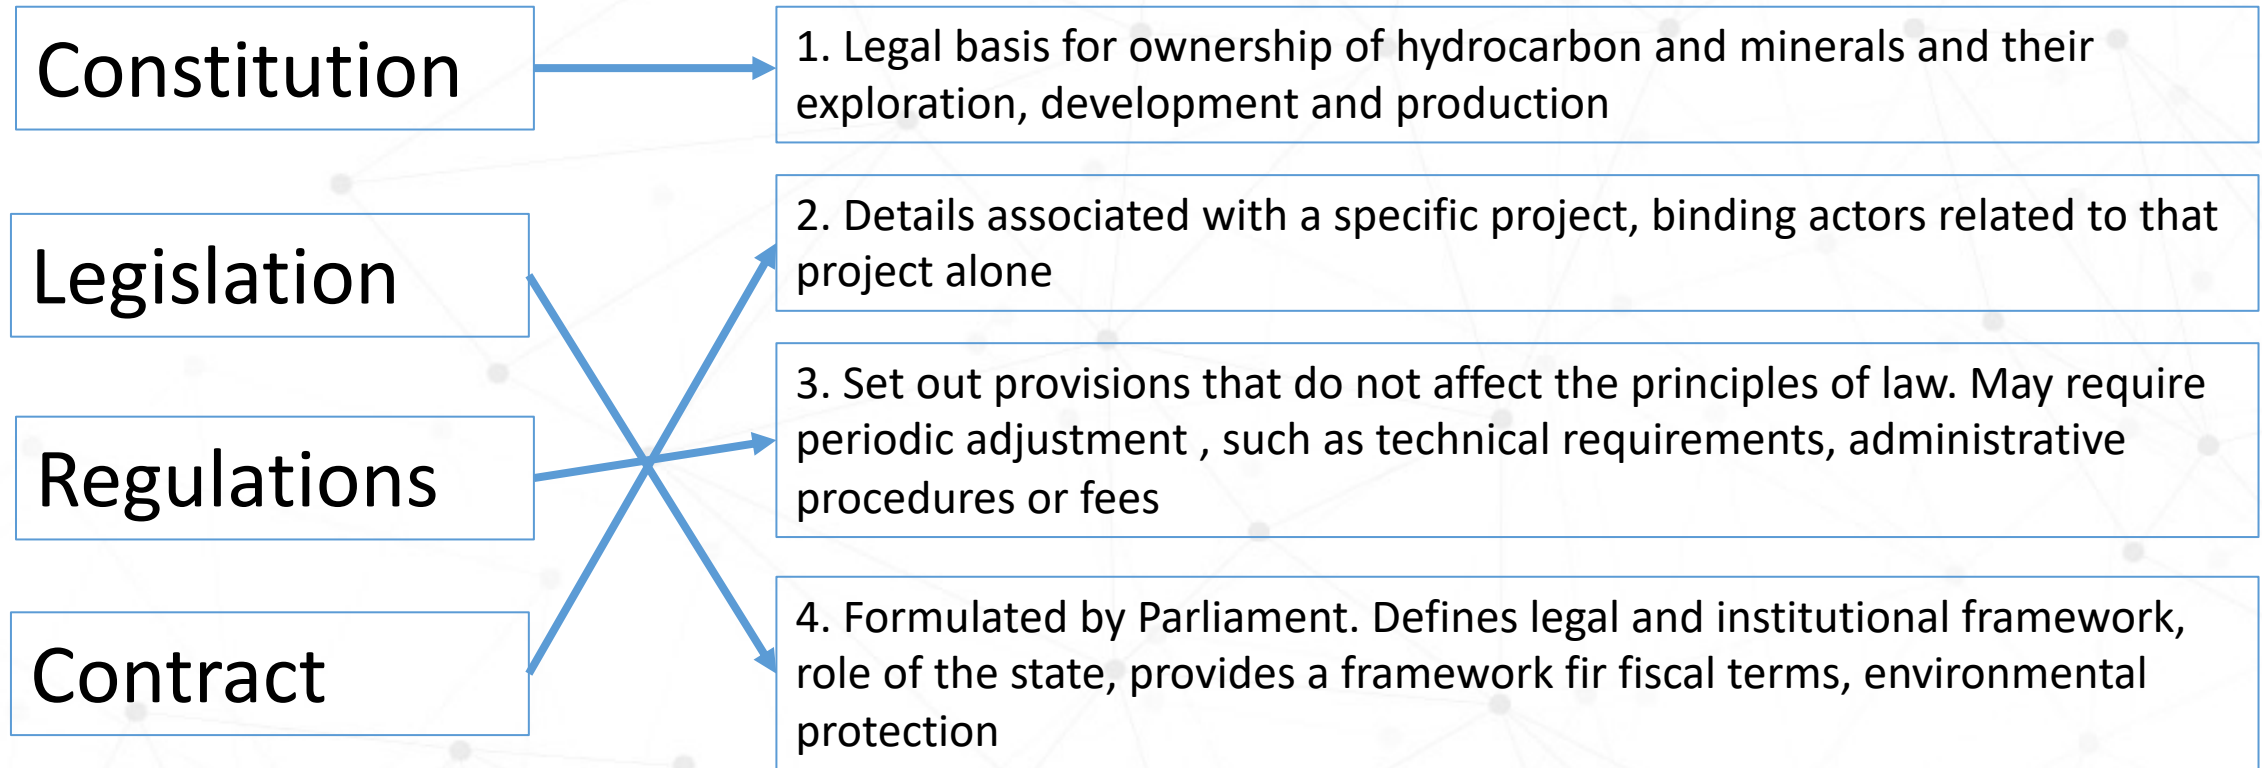 Constitution
1. Legal basis for ownership of hydrocarbon and minerals and their
exploration, development and production
Legislation
2. Details associated with a specific project, binding actors related to that
project alone
Regulations
3. Set out provisions that do not affect the principles of law. May require
periodic adjustment , such as technical requirements, administrative
procedures or fees
Contract
4. Formulated by Parliament. Defines legal and institutional framework,
role of the state, provides a framework fir fiscal terms, environmental
protection